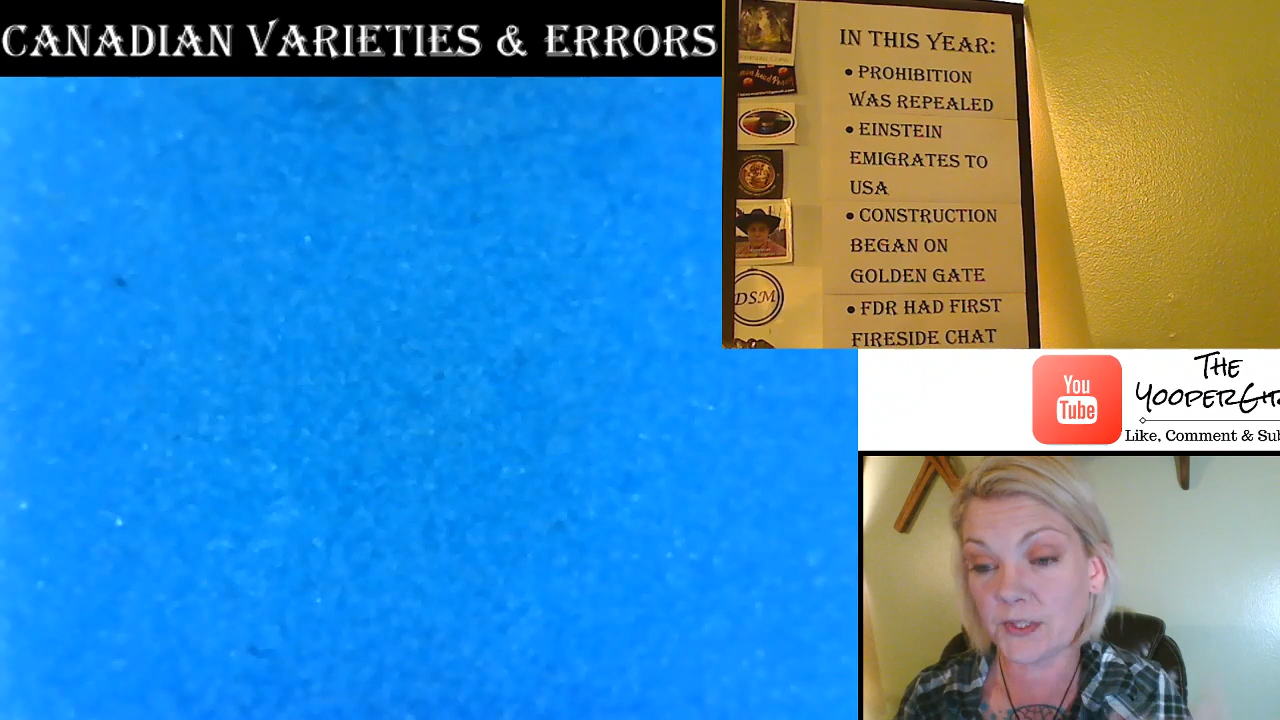 CANADIAN VARIETIES & ERRORS
IN THIS YEAR:
• PROHIBITION
WAS REPEALED
• EINSTEIN
EMIGRATES TO
USA
• CONSTRUCTION
BEGAN ON
GOLDEN GATE
• FDR HAD FIRST
FIRESIDE CHAT
DSM
You
Tube
THE
YOOPERGIR
Like, Comment & Sub